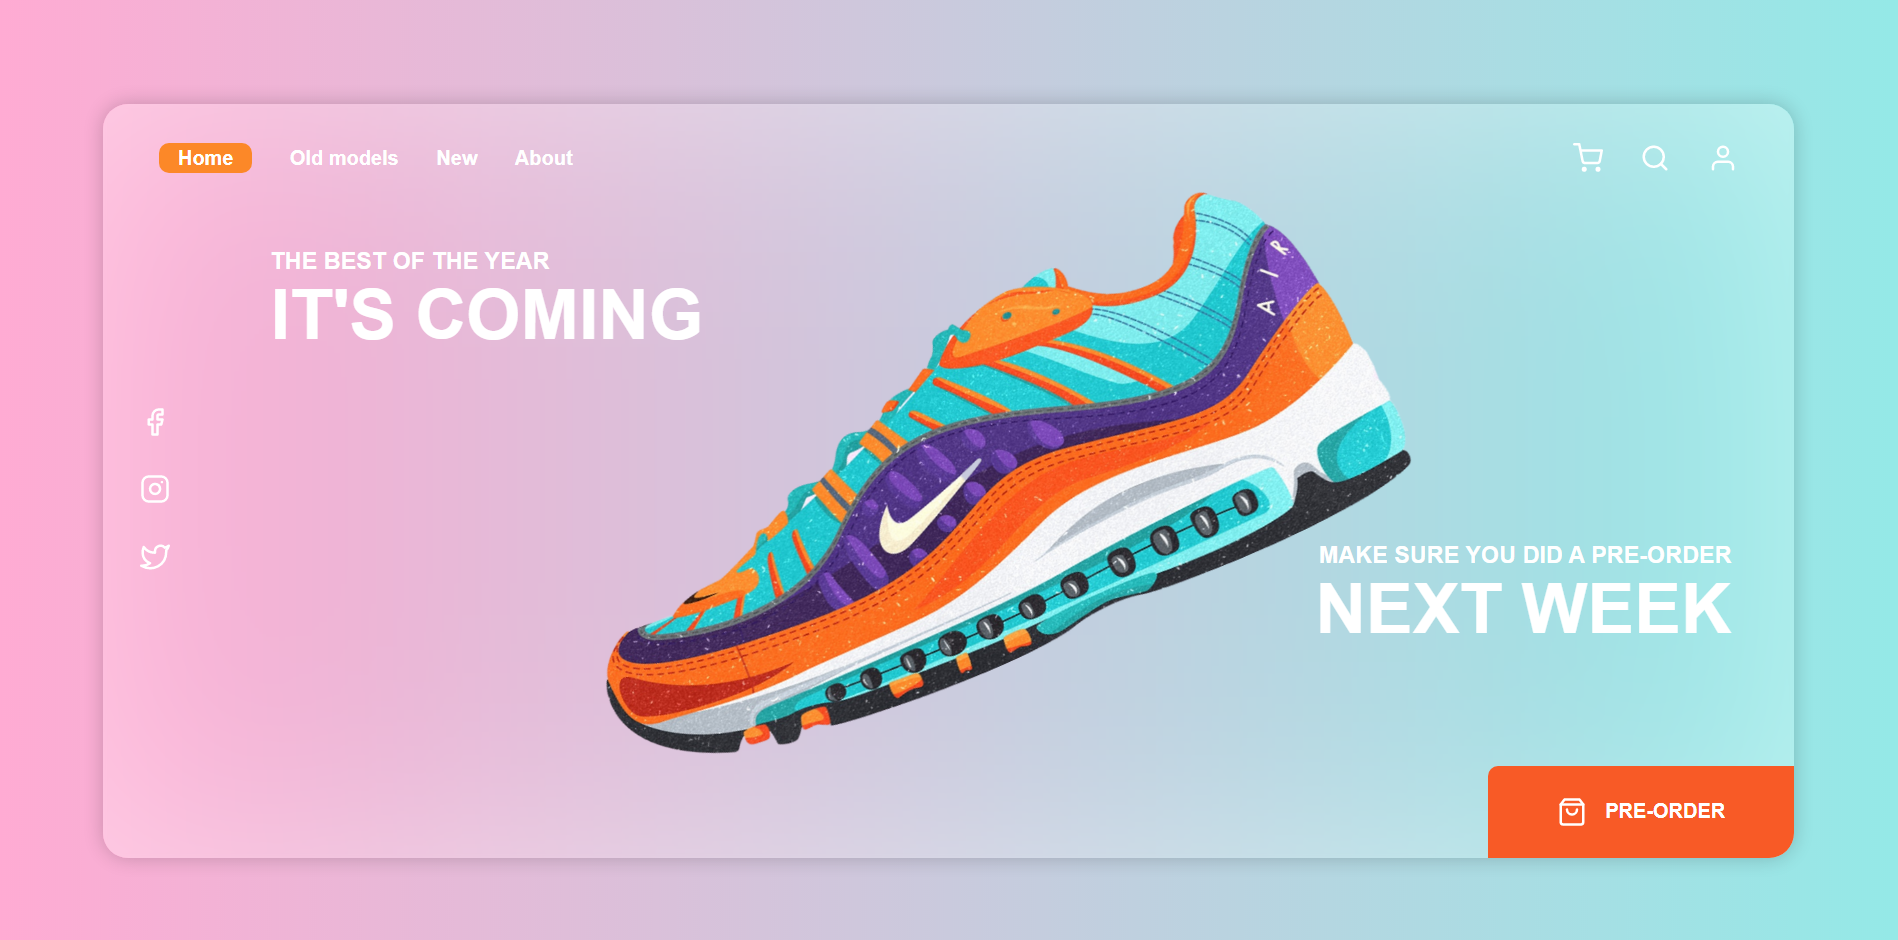 Home
Old models
New
About
THE BEST OF THE YEAR
IT'S COMING
AIR
MAKE SURE YOU DID A PRE-ORDER
NEXT WEEK
PRE-ORDER